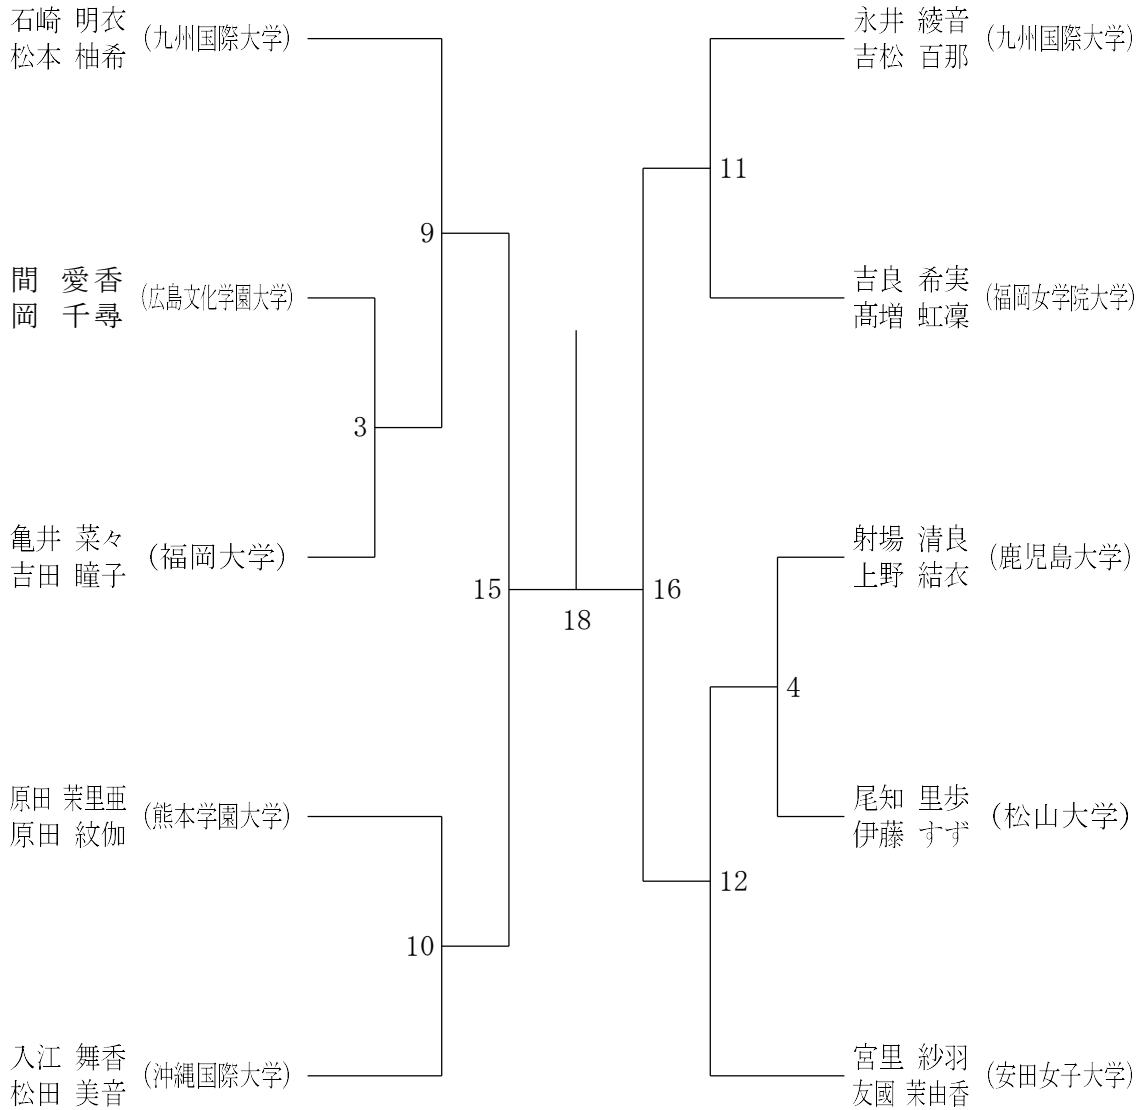 石崎 明衣
松本 柚希
(九州国際大学)
9
間 愛香
岡 千尋
(広島文化学園大学)
3
亀井 菜々
吉田 瞳子
(福岡大学)
15
18
原田 茉里亜
原田 紋伽
(熊本学園大学)
10
入江 舞香
松田 美音
(沖縄国際大学)
永井 綾音
吉松 百那
(九州国際大学)
11
吉良 希実
髙増 虹凜
(福岡女学院大学)
16
射場 清良
上野 結衣
(鹿児島大学)
4
尾知 里歩
伊藤 すず
(松山大学)
12
宮里 紗羽
友國 茉由香
(安田女子大学)